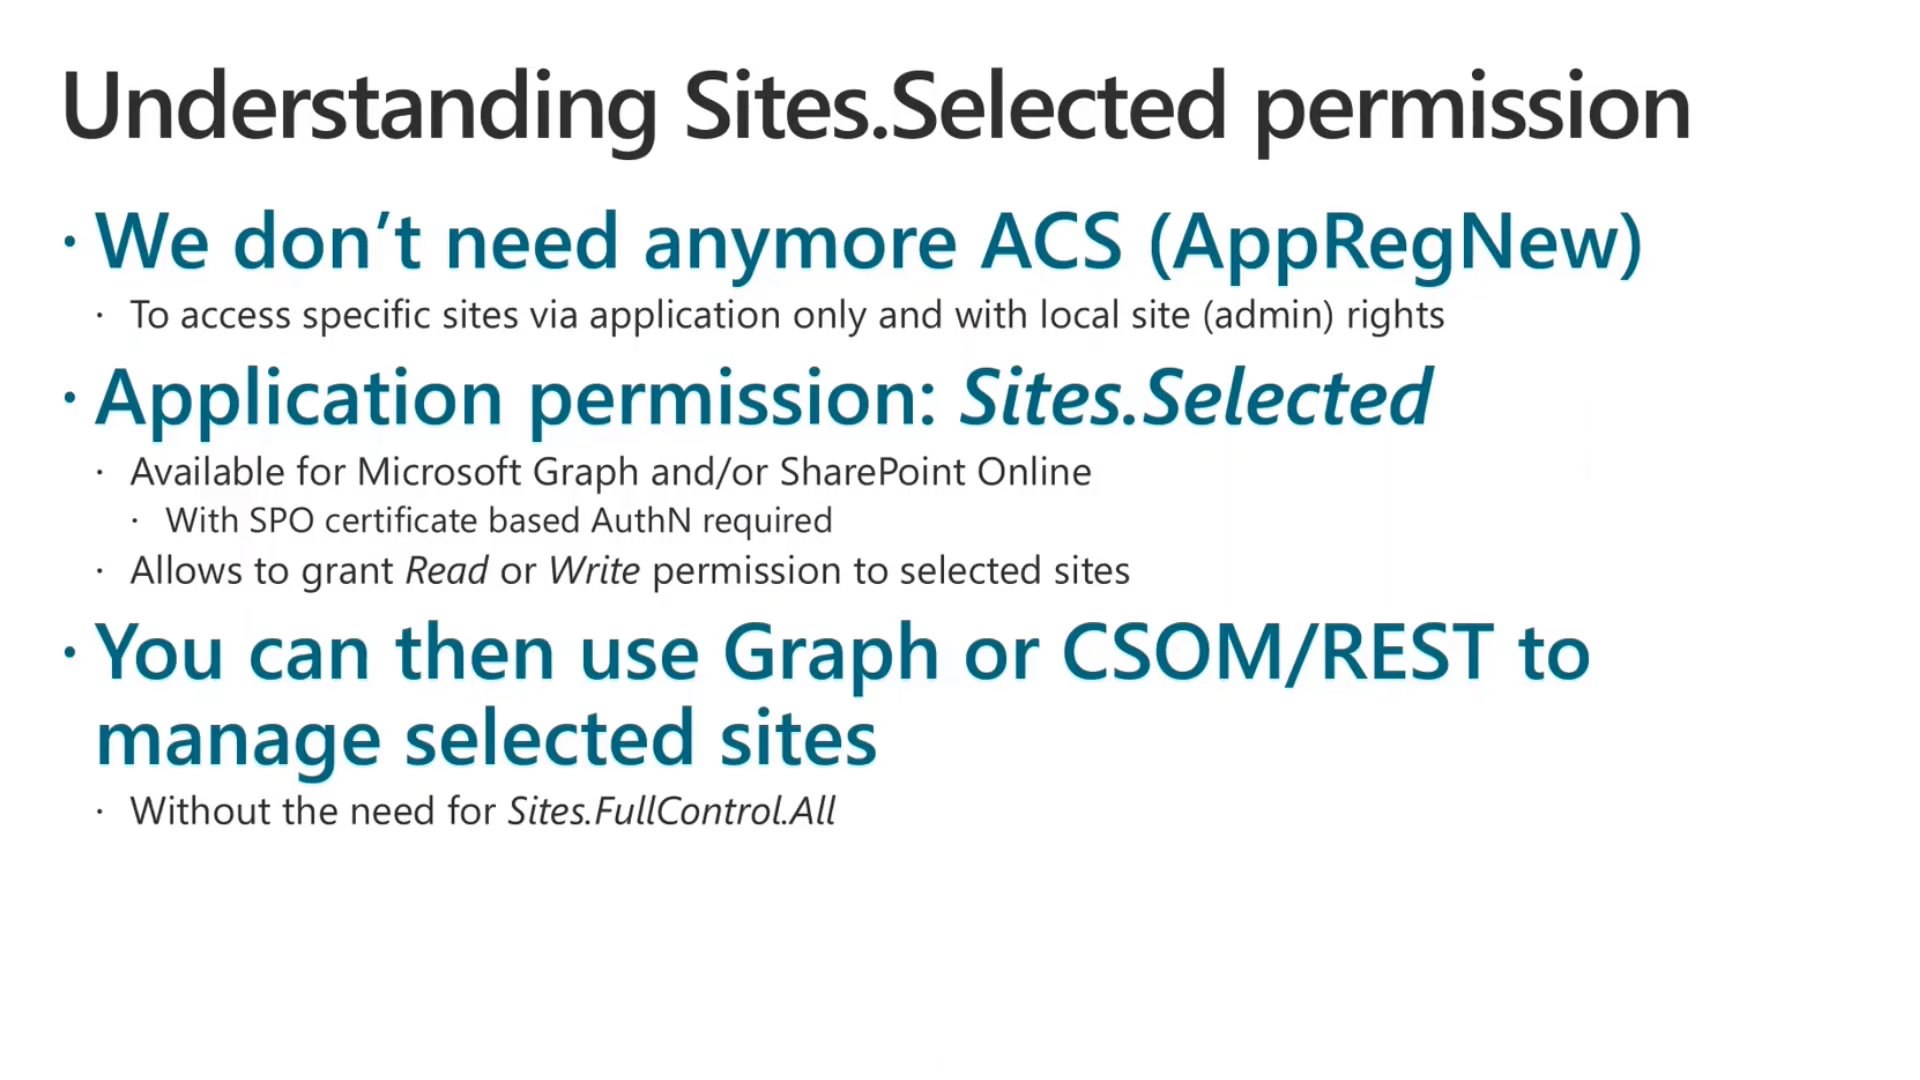 Understanding Sites.Selected permission
· We don’t need anymore ACS (AppRegNew)
· To access specific sites via application only and with local site (admin) rights
· Application permission: Sites.Selected
· Available for Microsoft Graph and/or SharePoint Online
· With SPO certificate based AuthN required
· Allows to grant Read or Write permission to selected sites
· You can then use Graph or CSOM/REST to
manage selected sites
· Without the need for Sites.FullControl.All